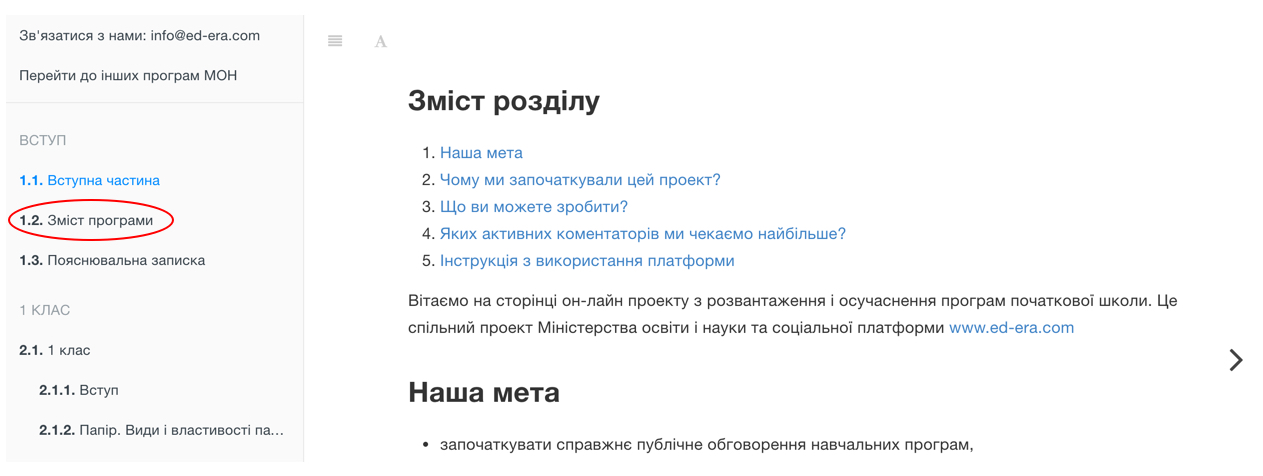 Зв'язатися з нами: info@ed-era.com
Перейти до інших програм МОН
ВСТУП
1.1. Вступна частина
1.2. Зміст програми
1.3. Пояснювальна записка
1 КЛАС
2.1. 1 клас
2.1.1. Вступ
2.1.2. Папір. Види і властивості па…
A
Зміст розділу
1. Наша мета
2. Чому ми започаткували цей проект?
3. Що ви можете зробити?
4. Яких активних коментаторів ми чекаємо найбільше?
5. Інструкція з використання платформи
Вітаємо на сторінці он-лайн проекту з розвантаження і осучаснення програм початкової школи. Це
спільний проект Міністерства освіти і науки та соціальної платформи www.ed-era.com
Наша мета
• започаткувати справжнє публічне обговорення навчальних програм,